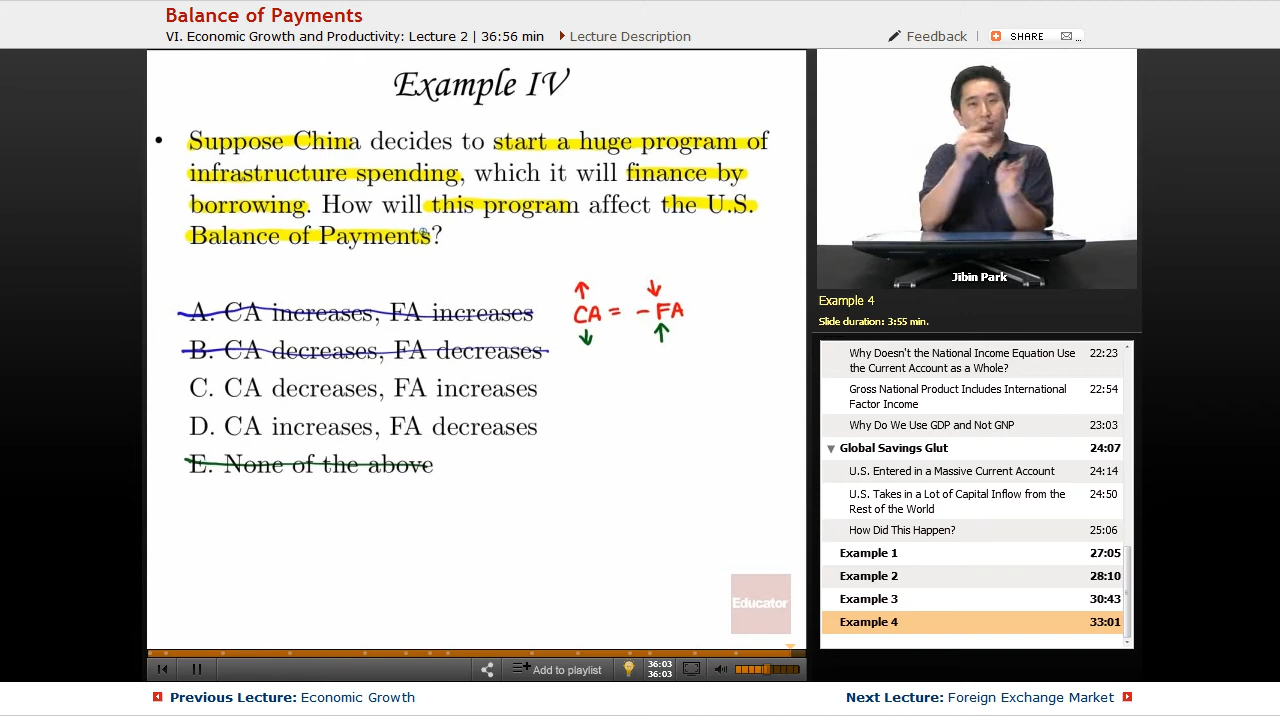 Balance of Payments
VI. Economic Growth and Productivity: Lecture 2 | 36:56 min Lecture Description
Feedback | SHARE
Example IV
• Suppose China decides to start a huge program of
infrastructure spending, which it will finance by
borrowing. How will this program affect the U.S.
Balance of Payments?
A. CA increases, FA increases
B. CA decreases, FA decreases
C. CA decreases, FA increases
D. CA increases, FA decreases
E. None of the above
↑ ↓
CA = -FA
↓ ↑
Educator
Jibin Park
Example 4
Slide duration: 3:55 min.
Why Doesn't the National Income Equation Use 22:23
the Current Account as a Whole?
Gross National Product Includes International 22:54
Factor Income
Why Do We Use GDP and Not GNP 23:03
Global Savings Glut 24:07
U.S. Entered in a Massive Current Account 24:14
U.S. Takes in a Lot of Capital Inflow from the 24:50
Rest of the World
How Did This Happen? 25:06
Example 1 27:05
Example 2 28:10
Example 3 30:43
Example 4 33:01
Add to playlist
36:03
36:03
Previous Lecture: Economic Growth
Next Lecture: Foreign Exchange Market